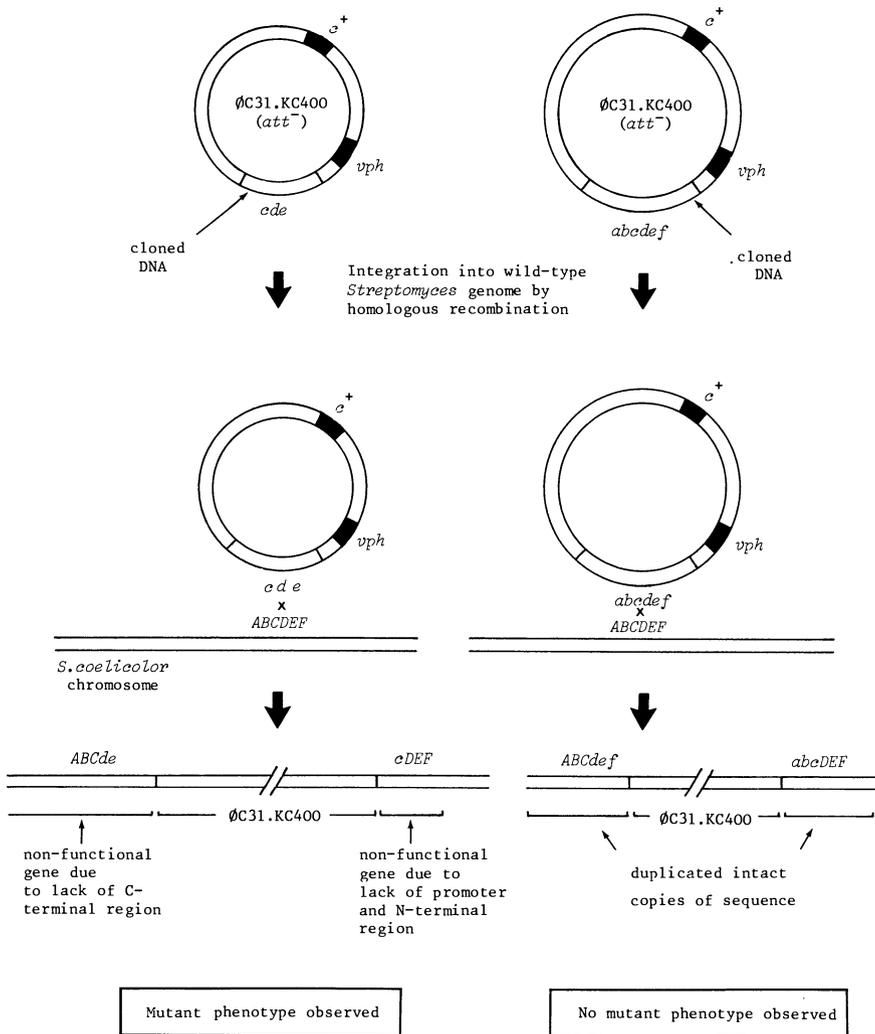 c+
ØC31.KC400
(att-)
vph
cde
cloned
DNA
c+
ØC31.KC400
(att-)
vph
abcdef
.cloned
DNA
Integration into wild-type
Streptomyces genome by
homologous recombination
c+
vph
c d e
x
ABCDEF
S.coelicolor
chromosome
c+
vph
abcdef
x
ABCDEF
ABCde
cDEF
ØC31.KC400
non-functional
gene due
to lack of C-
terminal region
non-functional
gene due to
lack of promoter
and N-terminal
region
ABCdef
abcDEF
ØC31.KC400
duplicated intact
copies of sequence
Mutant phenotype observed
No mutant phenotype observed